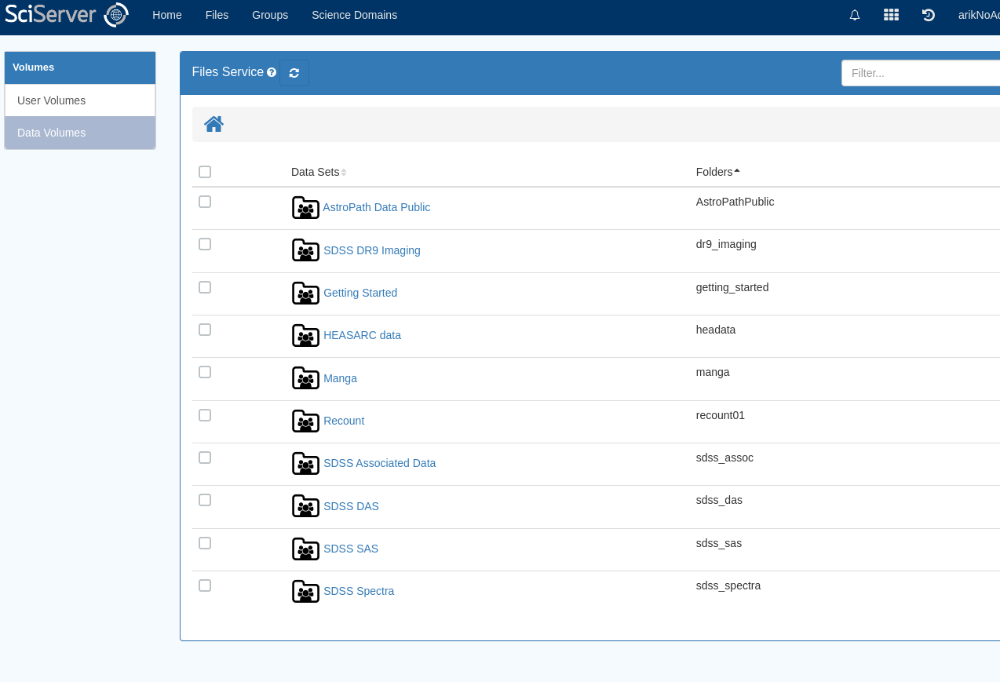 SciServer Home Files Groups Science Domains
Volumes
User Volumes
Data Volumes
Files Service Filter...
Data Sets Folders
AstroPath Data Public AstroPathPublic
SDSS DR9 Imaging dr9_imaging
Getting Started getting_started
HEASARC data headata
Manga manga
Recount recount01
SDSS Associated Data sdss_assoc
SDSS DAS sdss_das
SDSS SAS sdss_sas
SDSS Spectra sdss_spectra